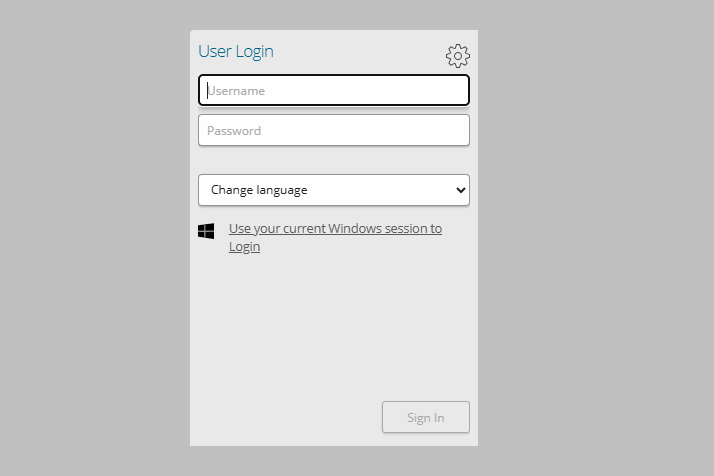 User Login
Username
Password
Change language
Use your current Windows session to
Login
Sign In